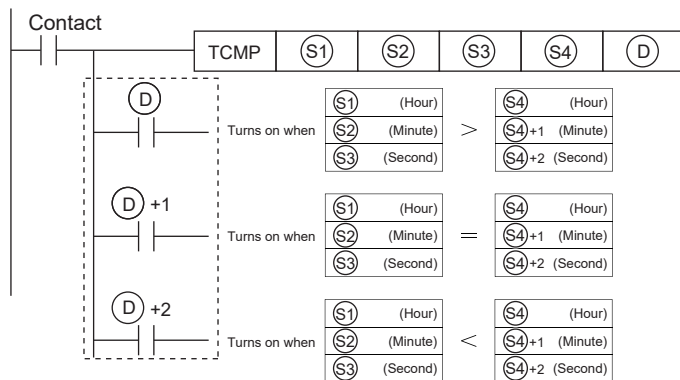 Contact
TCMP S1 S2 S3 S4 D
D
Turns on when S1 (Hour) > S4 (Hour)
S2 (Minute) S4+1 (Minute)
S3 (Second) S4+2 (Second)
D +1
Turns on when S1 (Hour) = S4 (Hour)
S2 (Minute) S4+1 (Minute)
S3 (Second) S4+2 (Second)
D +2
Turns on when S1 (Hour) < S4 (Hour)
S2 (Minute) S4+1 (Minute)
S3 (Second) S4+2 (Second)